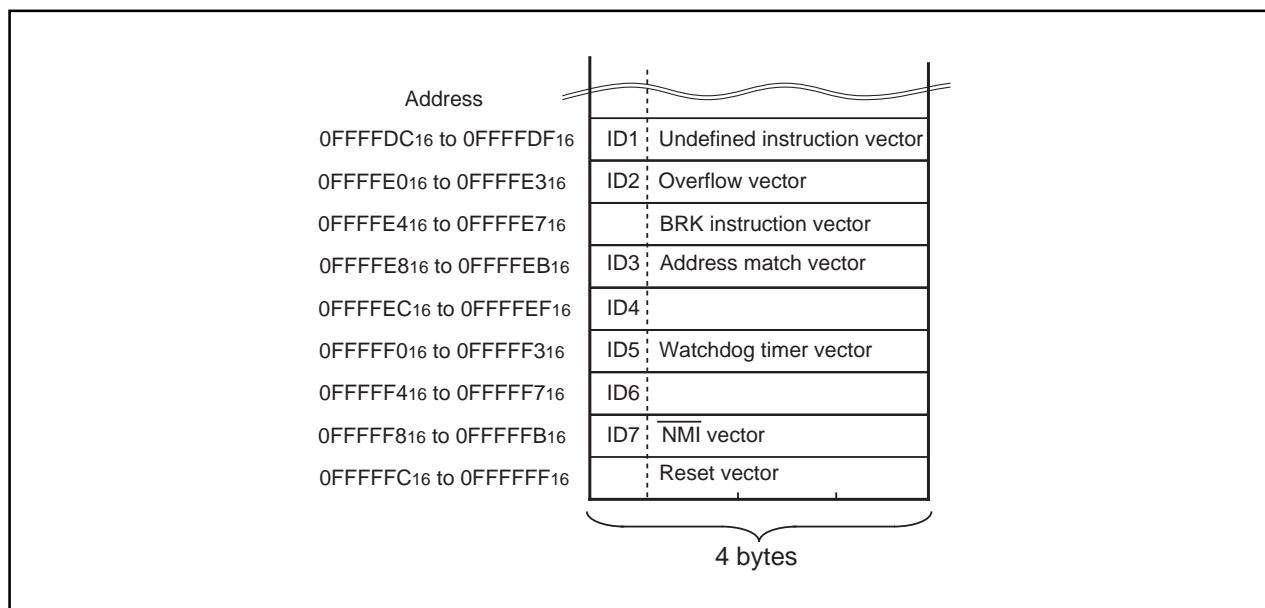 Address
0FFFFDC16 to 0FFFFDF16 ID1 Undefined instruction vector
0FFFFE016 to 0FFFFE316 ID2 Overflow vector
0FFFFE416 to 0FFFFE716 BRK instruction vector
0FFFFE816 to 0FFFFEB16 ID3 Address match vector
0FFFFEC16 to 0FFFFEF16 ID4
0FFFFF016 to 0FFFFF316 ID5 Watchdog timer vector
0FFFFF416 to 0FFFFF716 ID6
0FFFFF816 to 0FFFFFB16 ID7 NMI vector
0FFFFFC16 to 0FFFFFF16 Reset vector
4 bytes